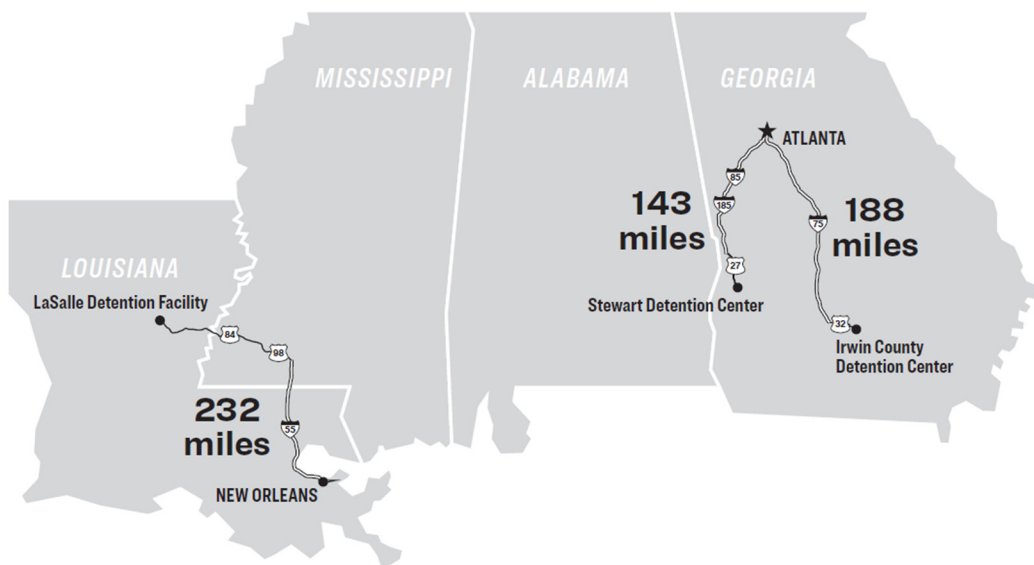 MISSISSIPPI
ALABAMA
GEORGIA
ATLANTA
85
143
miles
185
188
miles
75
LOUISIANA
27
LaSalle Detention Facility
Stewart Detention Center
84
32
98
Irwin County
Detention Center
232
miles
55
NEW ORLEANS